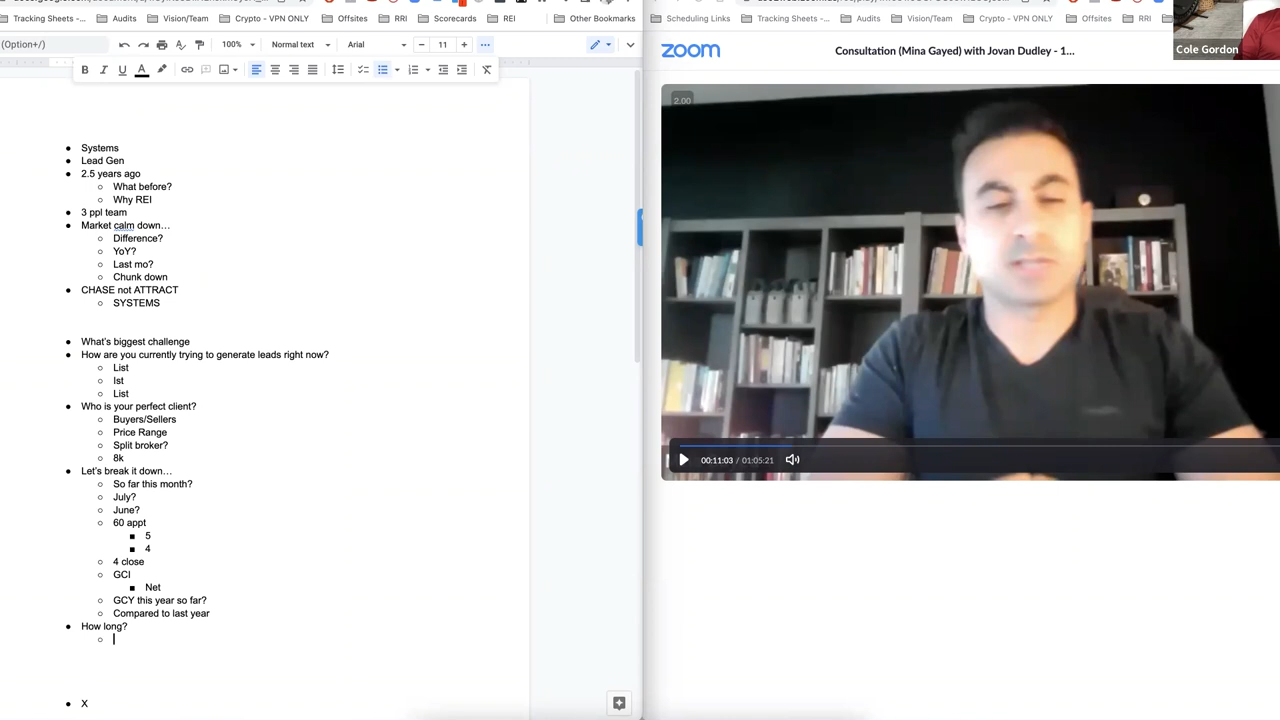 Tracking Sheets -... Audits Vision/Team Crypto - VPN ONLY Offsites RRI Scorecards REI Other Bookmarks
(Option+/) 100% Normal text Arial 11
Systems
Lead Gen
2.5 years ago
What before?
Why REI
3 ppl team
Market calm down…
Difference?
YoY?
Last mo?
Chunk down
CHASE not ATTRACT
SYSTEMS
What's biggest challenge
How are you currently trying to generate leads right now?
List
Ist
List
Who is your perfect client?
Buyers/Sellers
Price Range
Split broker?
8k
Let's break it down…
So far this month?
July?
June?
60 appt
5
4
4 close
GCI
Net
GCY this year so far?
Compared to last year
How long?
X
Scheduling Links Tracking Sheets -... Audits Vision/Team Crypto - VPN ONLY Offsites RRI
Cole Gordon
zoom
Consultation (Mina Gayed) with Jovan Dudley - 1...
2.00
00:11:03 / 01:05:21